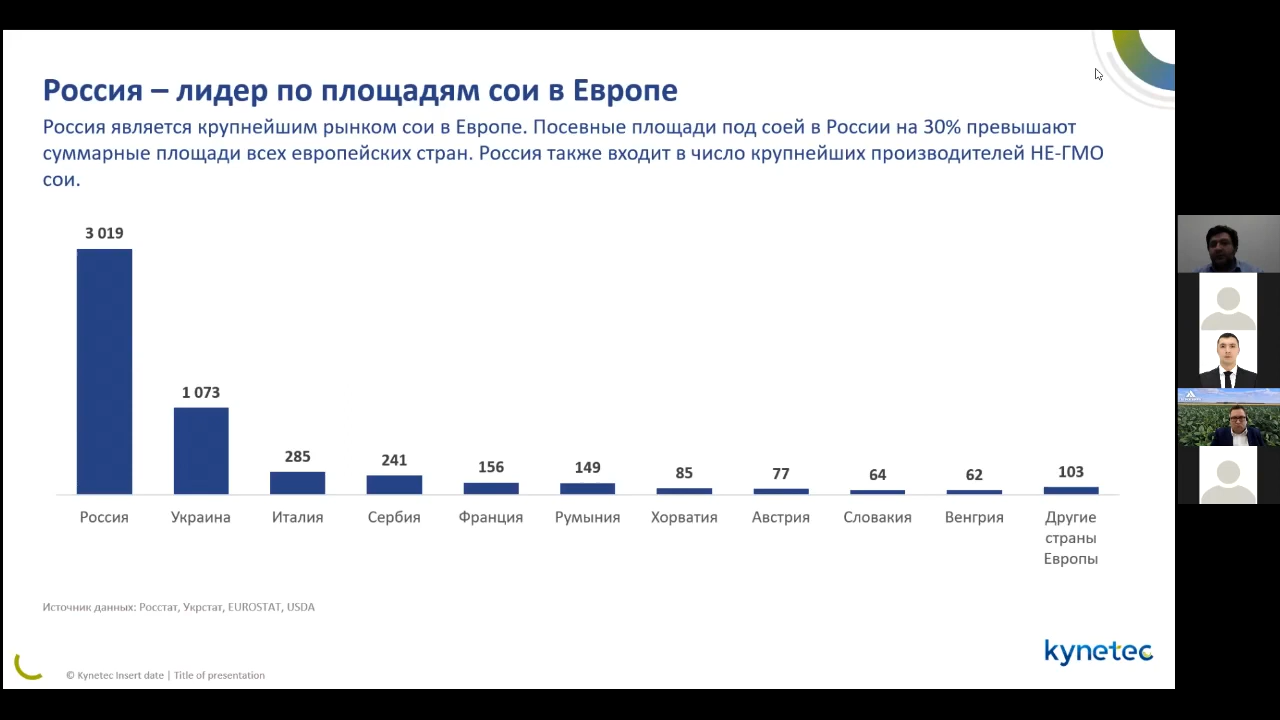 Россия – лидер по площадям сои в Европе
Россия является крупнейшим рынком сои в Европе. Посевные площади под соей в России на 30% превышают
суммарные площади всех европейских стран. Россия также входит в число крупнейших производителей НЕ-ГМО
сои.
3 019
1 073
285
241
156
149
85
77
64
62
103
Россия
Украина
Италия
Сербия
Франция
Румыния
Хорватия
Австрия
Словакия
Венгрия
Другие
страны
Европы
Источник данных: Росстат, Укрстат, EUROSTAT, USDA
kynetec
© Kynetec Insert date | Title of presentation